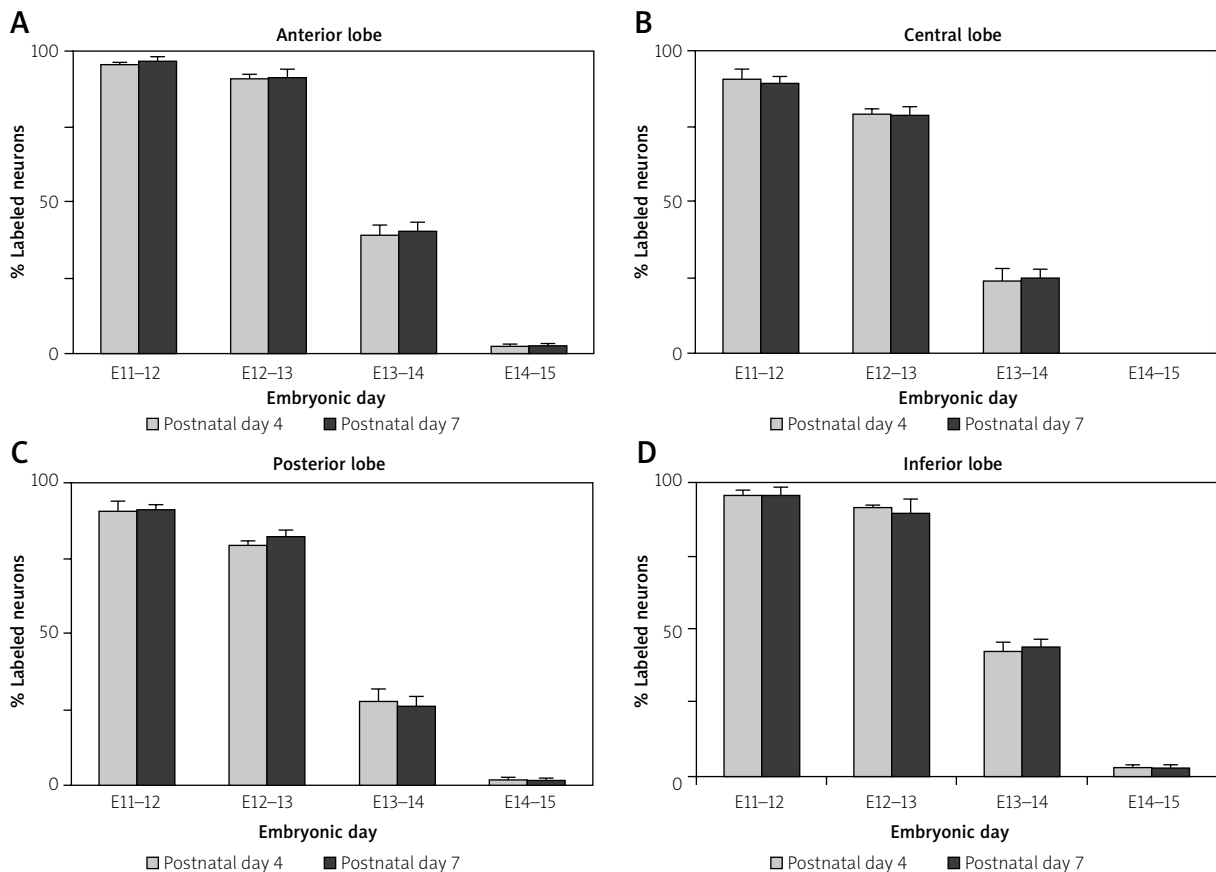 A
Anterior lobe
100
50
0
% Labeled neurons
E11–12 E12–13 E13–14 E14–15
Embryonic day
Postnatal day 4 Postnatal day 7
B
Central lobe
100
50
0
% Labeled neurons
E11–12 E12–13 E13–14 E14–15
Embryonic day
Postnatal day 4 Postnatal day 7
C
Posterior lobe
100
50
0
% Labeled neurons
E11–12 E12–13 E13–14 E14–15
Embryonic day
Postnatal day 4 Postnatal day 7
D
Inferior lobe
100
50
0
% Labeled neurons
E11–12 E12–13 E13–14 E14–15
Embryonic day
Postnatal day 4 Postnatal day 7